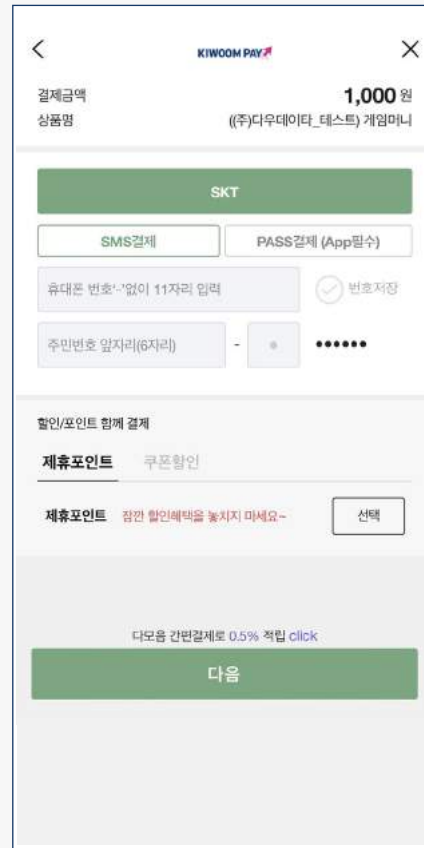 KIWOOM PAY
결제금액 1,000 원
상품명 ((주)다우데이타_테스트) 게임머니
SKT
SMS결제 PASS결제 (App필수)
휴대폰 번호'-'없이 11자리 입력 번호저장
주민번호 앞자리(6자리) - ● ●●●●●●
할인/포인트 함께 결제
제휴포인트 쿠폰할인
제휴포인트 잠깐 할인혜택을 놓치지 마세요~ 선택
다모음 간편결제로 0.5% 적립 click
다음